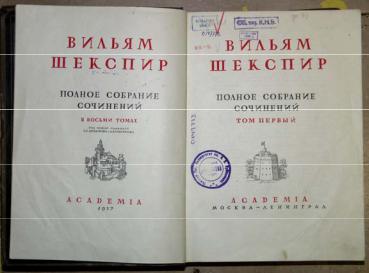 ВИЛЬЯМ
ШЕКСПИР
ПОЛНОЕ СОБРАНИЕ
СОЧИНЕНИЙ
В ВОСЬМИ ТОМАХ
ACADEMIA
1937
ВИЛЬЯМ
ШЕКСПИР
ПОЛНОЕ СОБРАНИЕ
СОЧИНЕНИЙ
ТОМ ПЕРВЫЙ
ACADEMIA
МОСКВА—ЛЕНИНГРАД